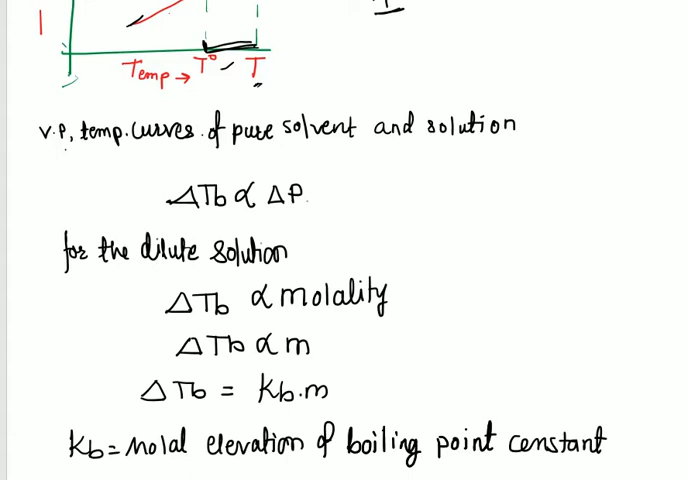 Temp → T° T
V.P, temp. curves of pure solvent and solution
ΔTb ∝ ΔP.
for the dilute solution
ΔTb ∝ molality
ΔTb ∝ m
ΔTb = Kb.m
Kb = Molal elevation of boiling point constant